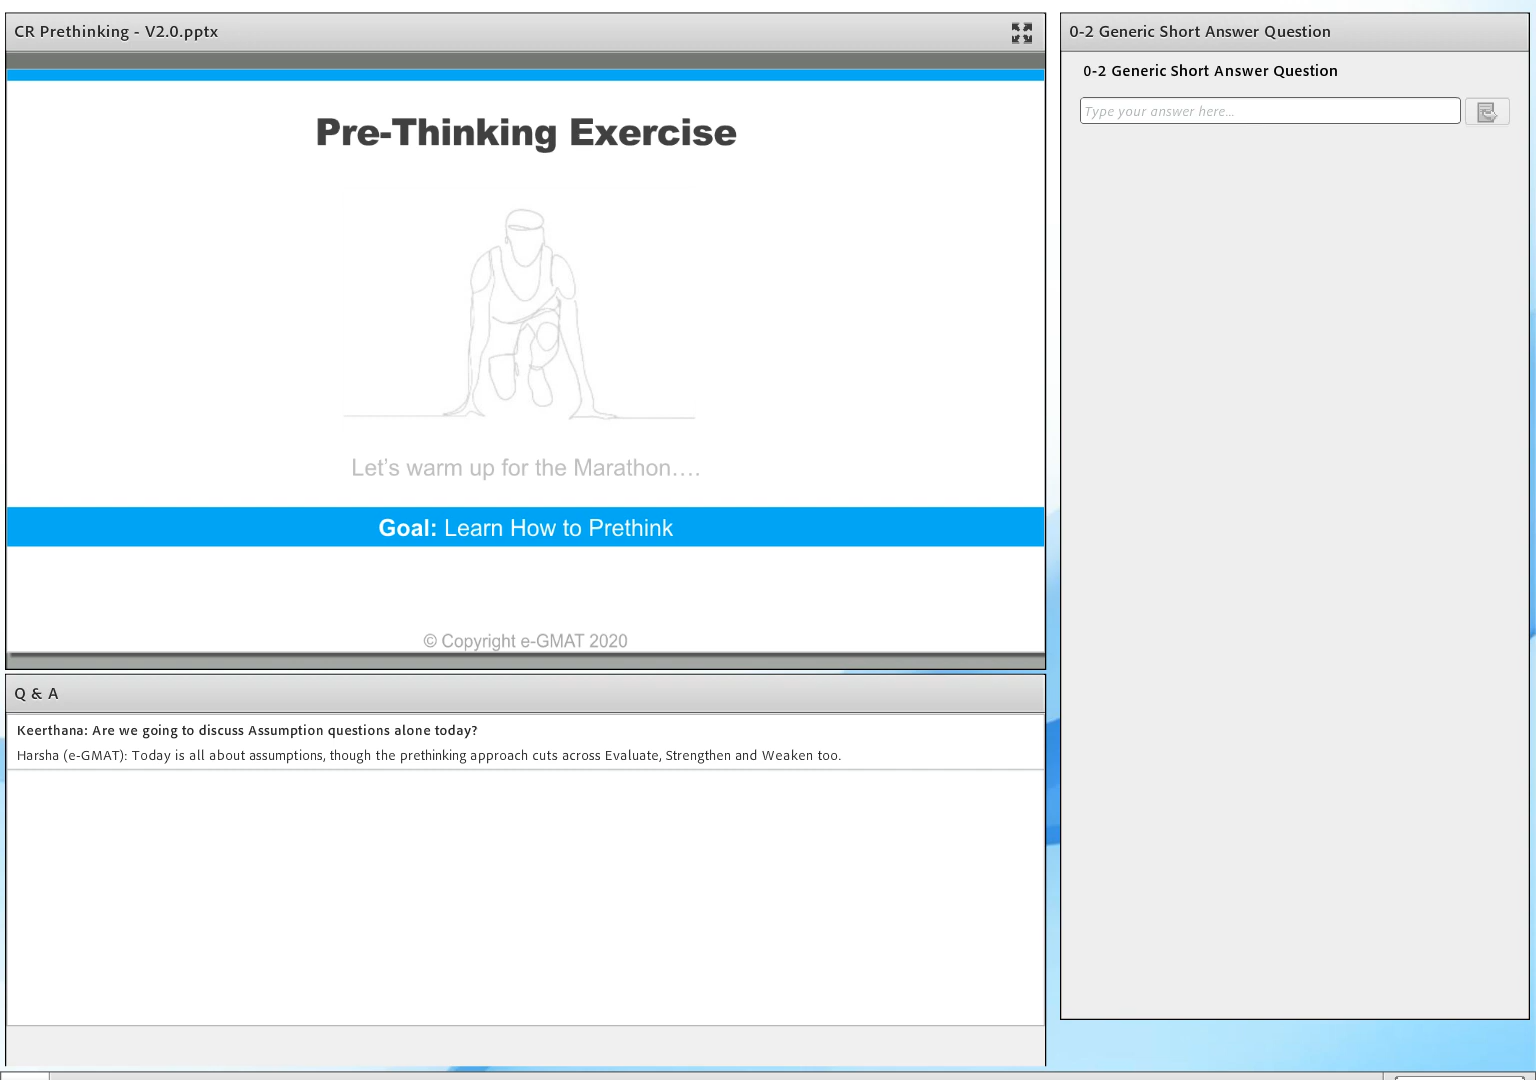 CR Prethinking - V2.0.pptx
Pre-Thinking Exercise
Let's warm up for the Marathon....
Goal: Learn How to Prethink
© Copyright e-GMAT 2020
Q & A
Keerthana: Are we going to discuss Assumption questions alone today?
Harsha (e-GMAT): Today is all about assumptions, though the prethinking approach cuts across Evaluate, Strengthen and Weaken too.
0-2 Generic Short Answer Question
0-2 Generic Short Answer Question
Type your answer here...